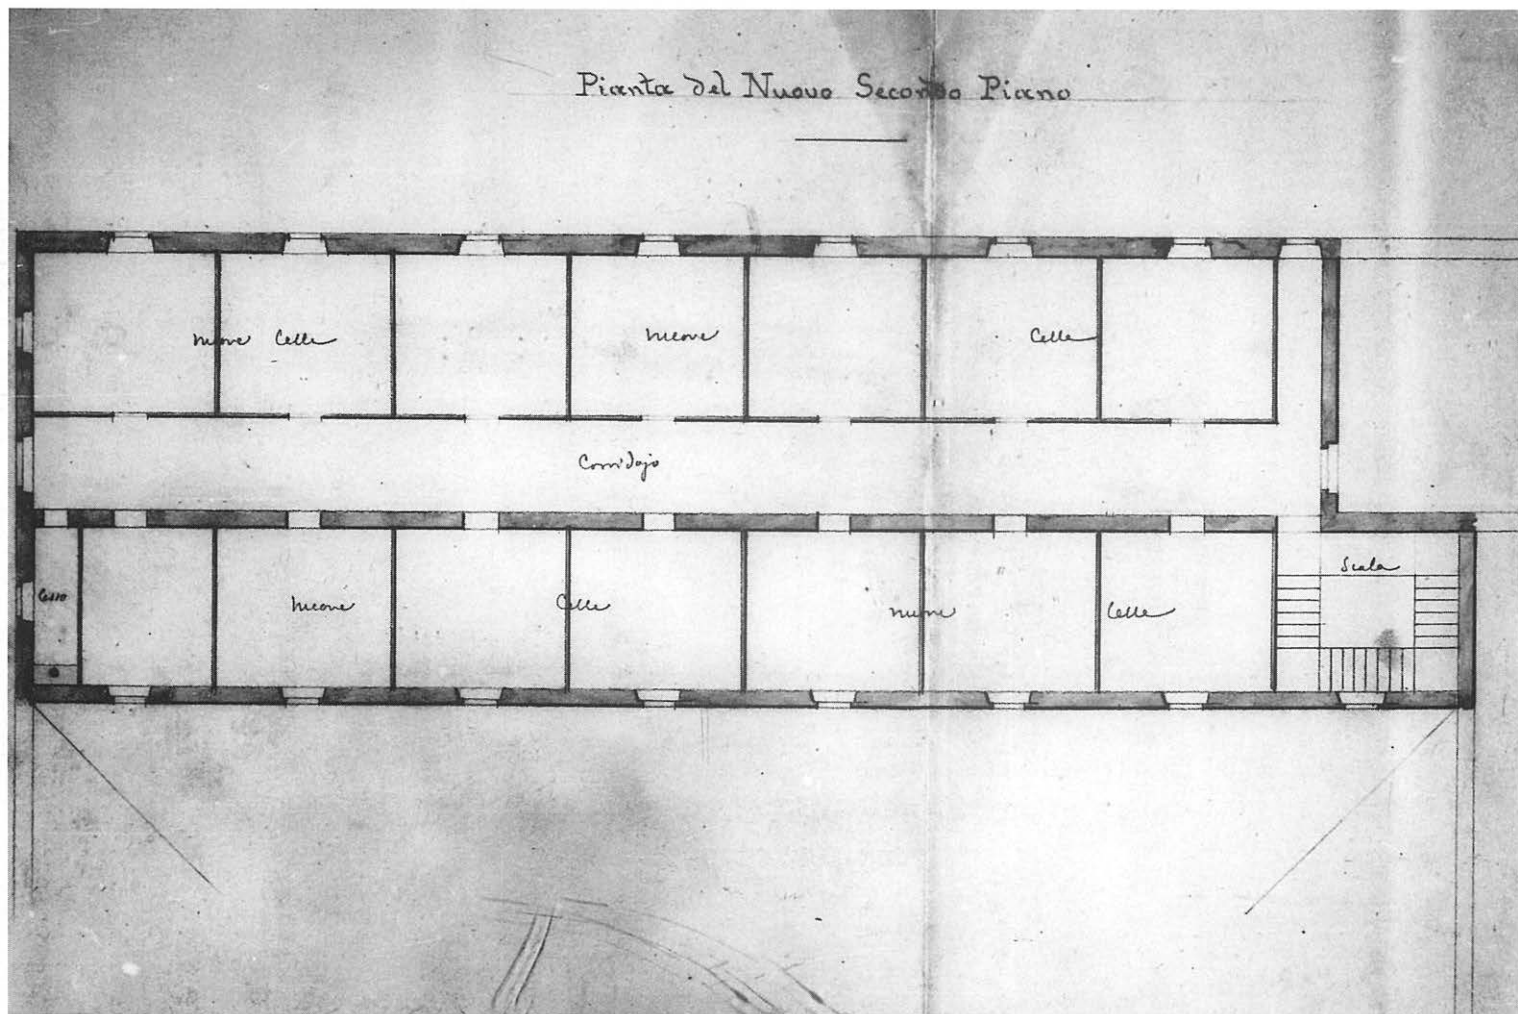 Pianta del Nuovo Secondo Piano
Nuove Celle Nuove Celle
Corridojo
Scala
Cesso
Nuove Celle Nuove Celle